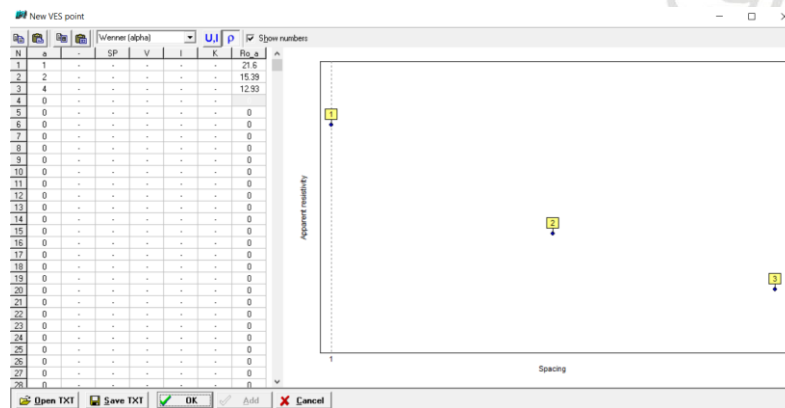 New VES point
Wenner (alpha) U,I ρ Show numbers
N a - SP V I K Ro_a
1 1 - - - - - 21.6
2 2 - - - - - 15.39
3 4 - - - - - 12.93
4 0 - - - - -
5 0 - - - - - 0
6 0 - - - - - 0
7 0 - - - - - 0
8 0 - - - - - 0
9 0 - - - - - 0
10 0 - - - - - 0
11 0 - - - - - 0
12 0 - - - - - 0
13 0 - - - - - 0
14 0 - - - - - 0
15 0 - - - - - 0
16 0 - - - - - 0
17 0 - - - - - 0
18 0 - - - - - 0
19 0 - - - - - 0
20 0 - - - - - 0
21 0 - - - - - 0
22 0 - - - - - 0
23 0 - - - - - 0
24 0 - - - - - 0
25 0 - - - - - 0
26 0 - - - - - 0
27 0 - - - - - 0
28 0 - - - - - 0
Apparent resistivity
1
2
3
1
Spacing
Open TXT Save TXT OK Add Cancel